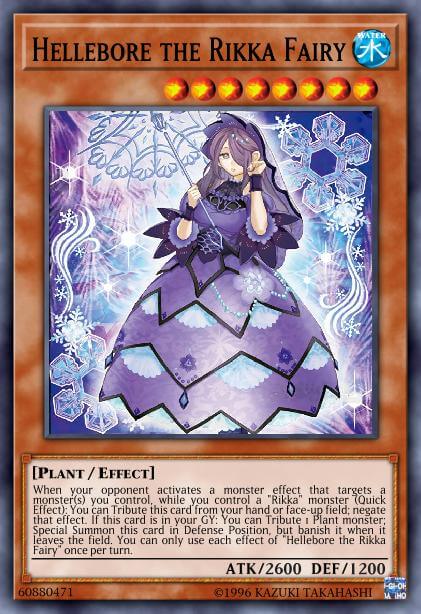 HELLEBORE THE RIKKA FAIRY
WATER
水
[PLANT / EFFECT]
When your opponent activates a monster effect that targets a
monster(s) you control, while you control a "Rikka" monster (Quick
Effect): You can Tribute this card from your hand or face-up field; negate
that effect. If this card is in your GY: You can Tribute 1 Plant monster;
Special Summon this card in Defense Position, but banish it when it
leaves the field. You can only use each effect of "Hellebore the Rikka
Fairy" once per turn.
ATK/2600 DEF/1200
60880471
©1996 KAZUKI TAKAHASHI